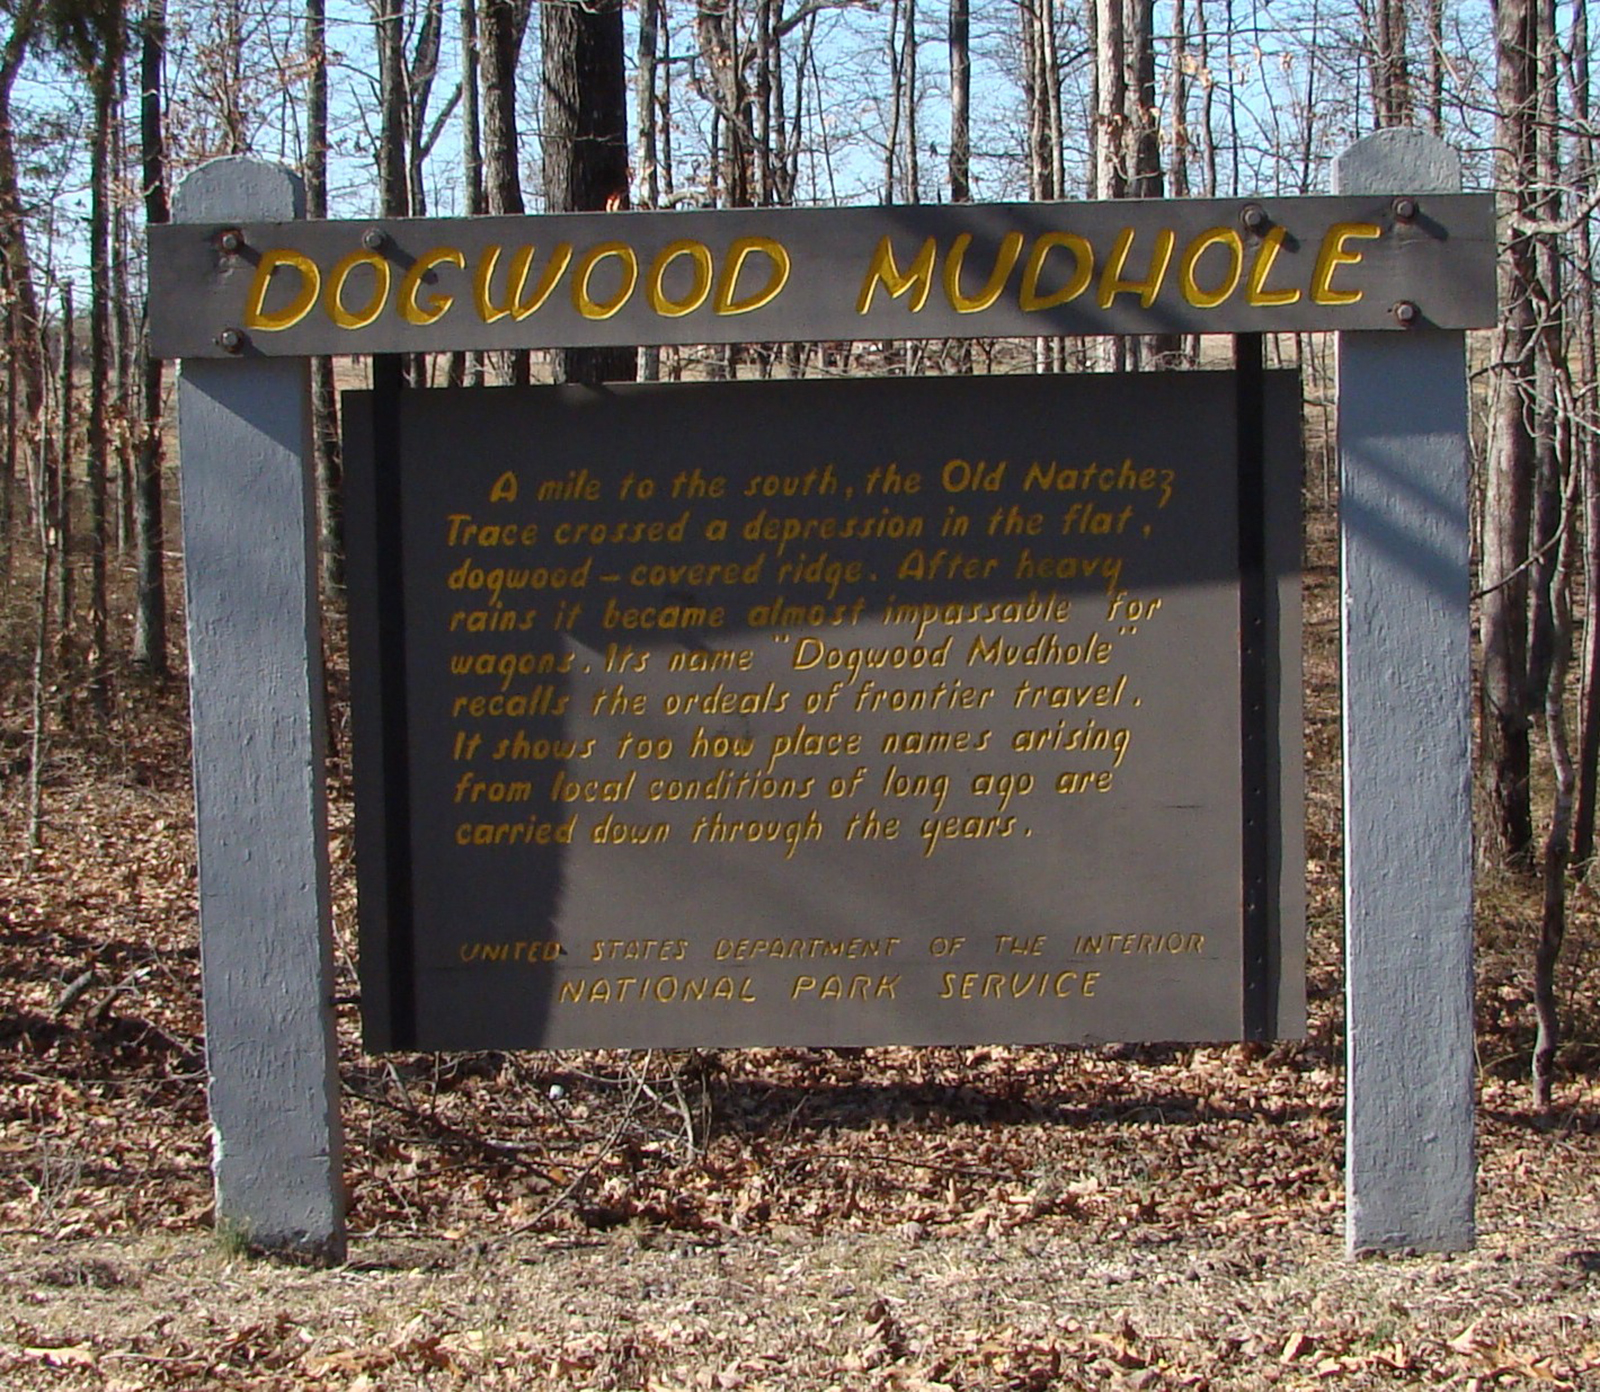 DOGWOOD MUDHOLE
A mile to the south, the Old Natchez
Trace crossed a depression in the flat,
dogwood-covered ridge. After heavy
rains it became almost impassable for
wagons. Its name "Dogwood Mudhole"
recalls the ordeals of frontier travel.
It shows too how place names arising
from local conditions of long ago are
carried down through the years.
UNITED STATES DEPARTMENT OF THE INTERIOR
NATIONAL PARK SERVICE